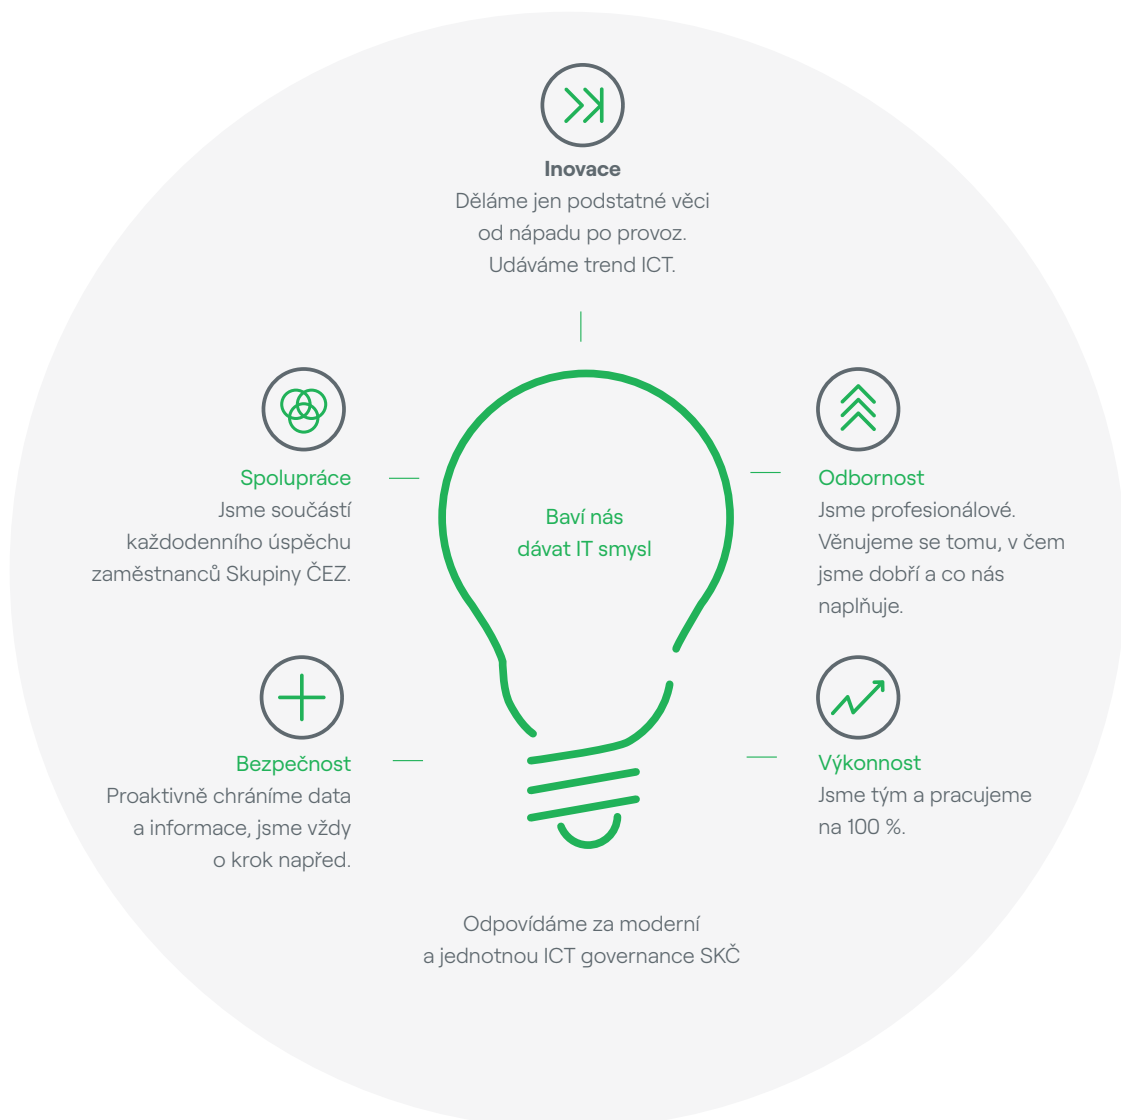 Inovace
Děláme jen podstatné věci
od nápadu po provoz.
Udáváme trend ICT.
Spolupráce
Jsme součástí
každodenního úspěchu
zaměstnanců Skupiny ČEZ.
Baví nás
dávat IT smysl
Odbornost
Jsme profesionálové.
Věnujeme se tomu, v čem
jsme dobří a co nás
naplňuje.
Bezpečnost
Proaktivně chráníme data
a informace, jsme vždy
o krok napřed.
Výkonnost
Jsme tým a pracujeme
na 100 %.
Odpovídáme za moderní
a jednotnou ICT governance SKČ